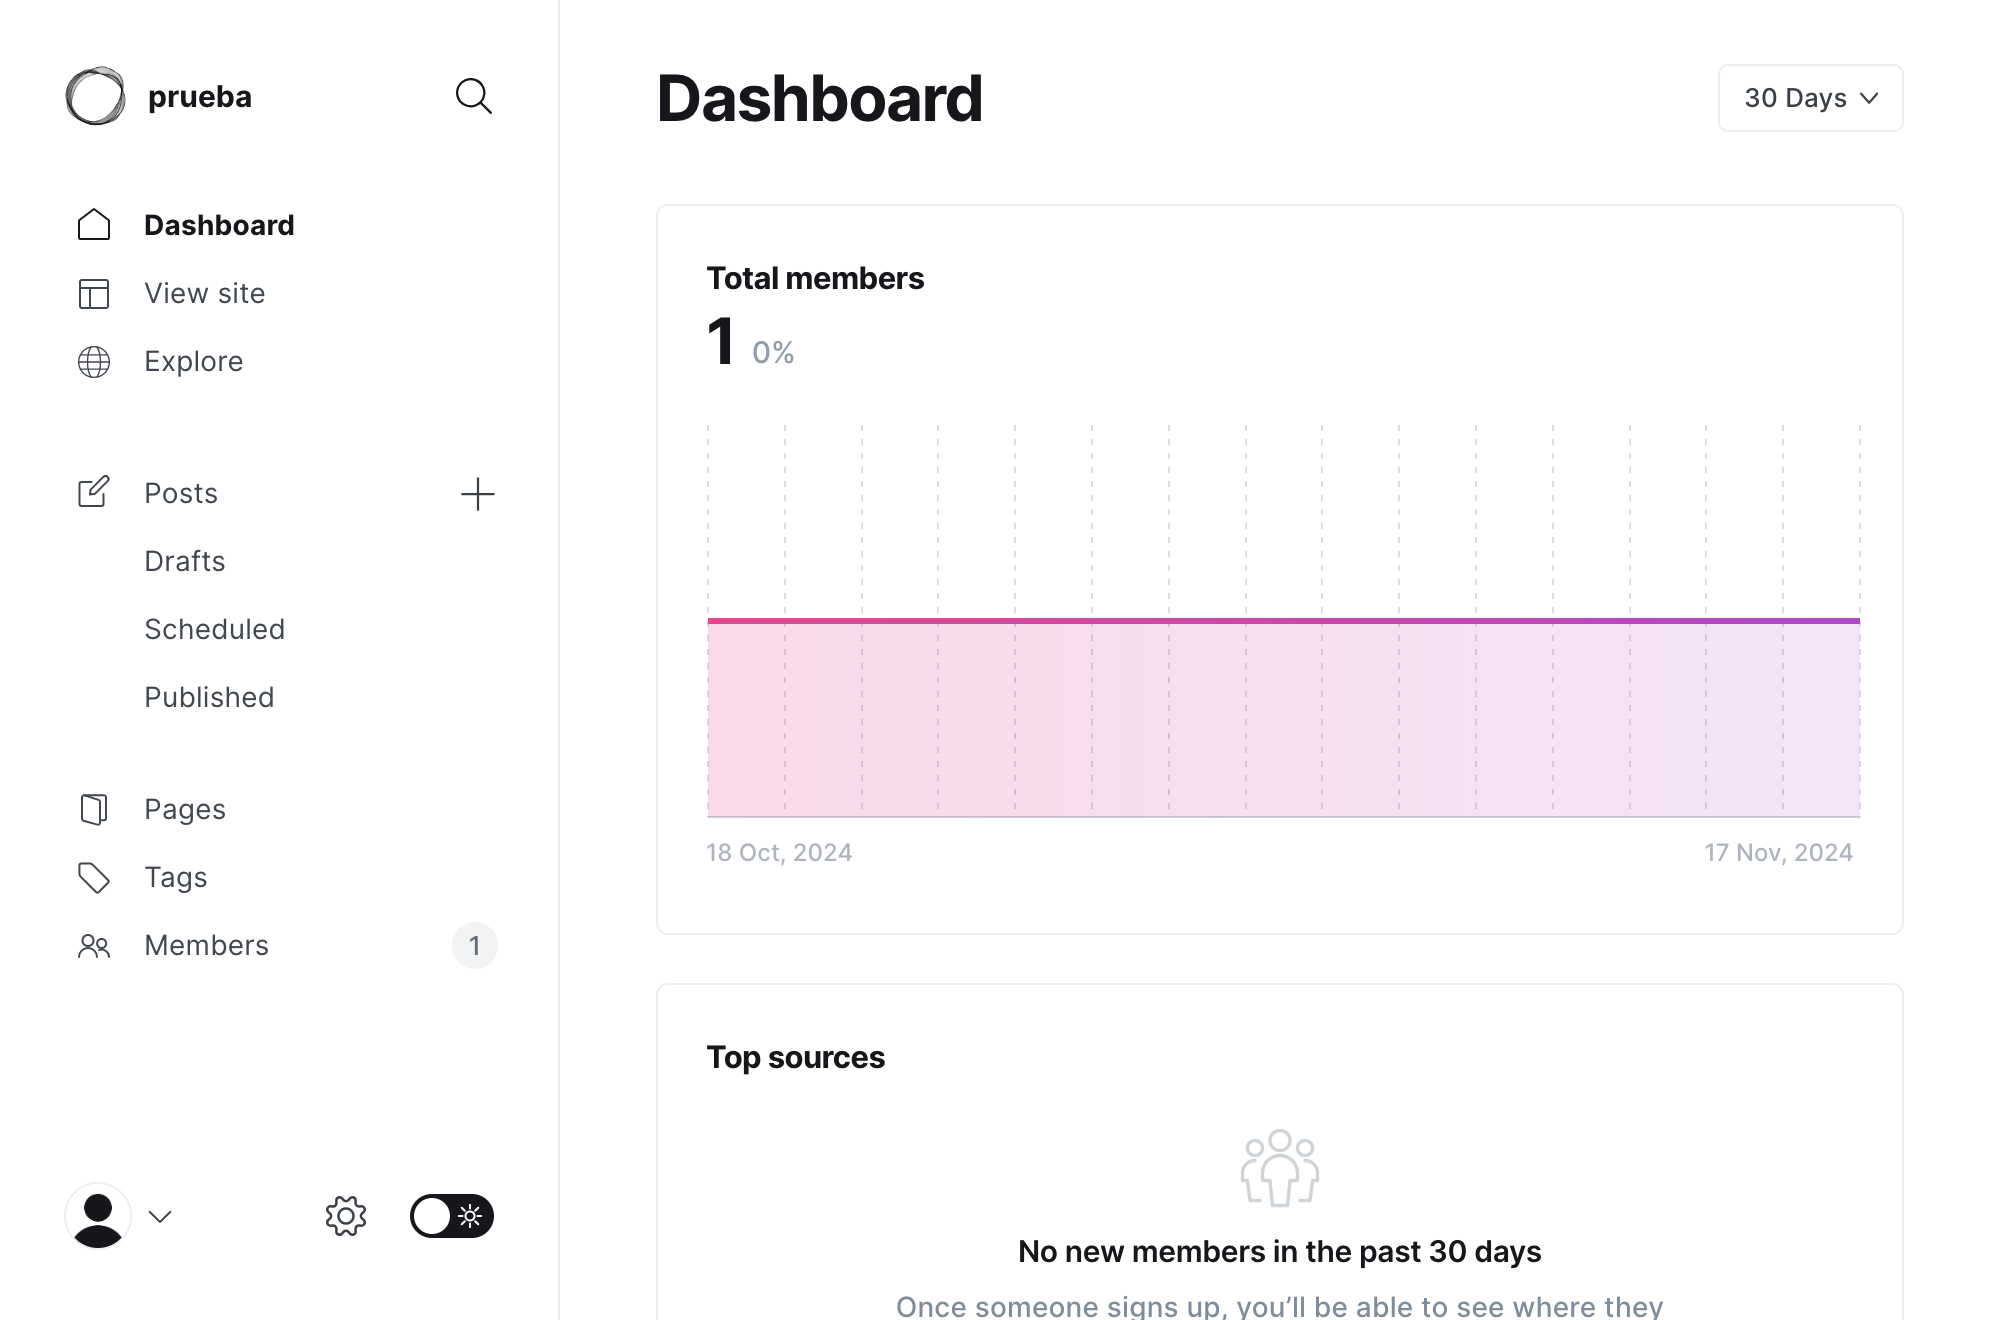 prueba
Dashboard
View site
Explore
Posts
Drafts
Scheduled
Published
Pages
Tags
Members 1
Dashboard
30 Days
Total members
1 0%
18 Oct, 2024 17 Nov, 2024
Top sources
No new members in the past 30 days
Once someone signs up, you’ll be able to see where they